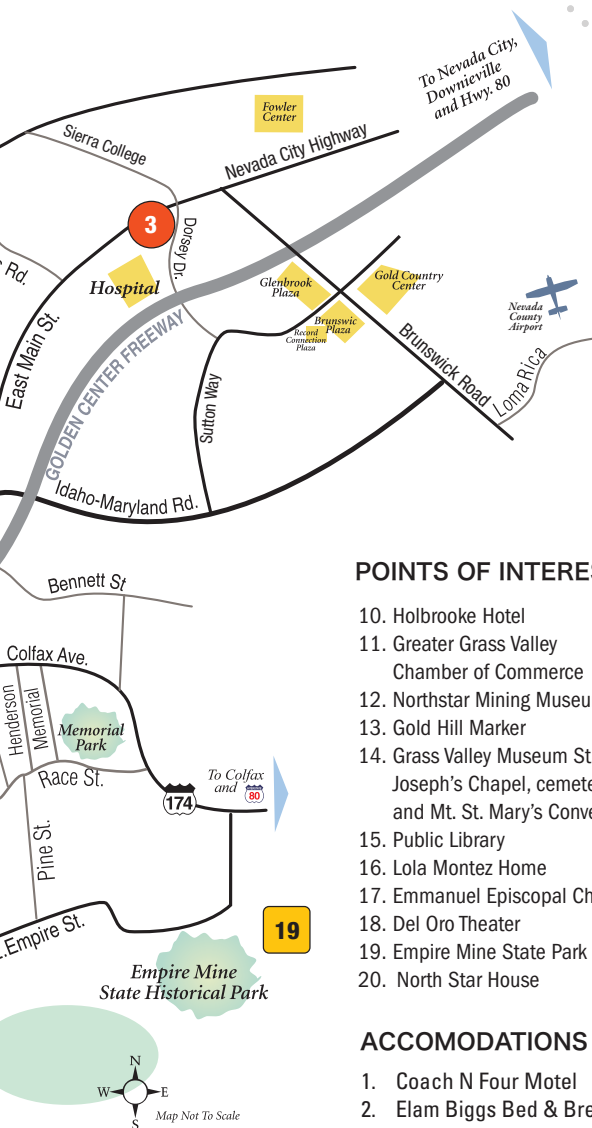 To Nevada City,
Downieville
and Hwy. 80
Fowler
Center
Sierra College
Nevada City Highway
3
Dorsey Dr.
Rd.
Hospital
Glenbrook
Plaza
Gold Country
Center
Brunswic
Plaza
Record
Connection
Plaza
Nevada
County
Airport
East Main St.
GOLDEN CENTER FREEWAY
Sutton Way
Brunswick Road
Loma Rica
Idaho-Maryland Rd.
Bennett St
Colfax Ave.
Henderson
Memorial
Memorial
Park
Race St.
174
To Colfax
and 80
Pine St.
.Empire St.
19
Empire Mine
State Historical Park
N
W E
S
Map Not To Scale
POINTS OF INTERES
10. Holbrooke Hotel
11. Greater Grass Valley
Chamber of Commerce
12. Northstar Mining Museu
13. Gold Hill Marker
14. Grass Valley Museum St
Joseph's Chapel, cemete
and Mt. St. Mary's Conve
15. Public Library
16. Lola Montez Home
17. Emmanuel Episcopal Ch
18. Del Oro Theater
19. Empire Mine State Park
20. North Star House
ACCOMODATIONS
1. Coach N Four Motel
2. Elam Biggs Bed & Bre